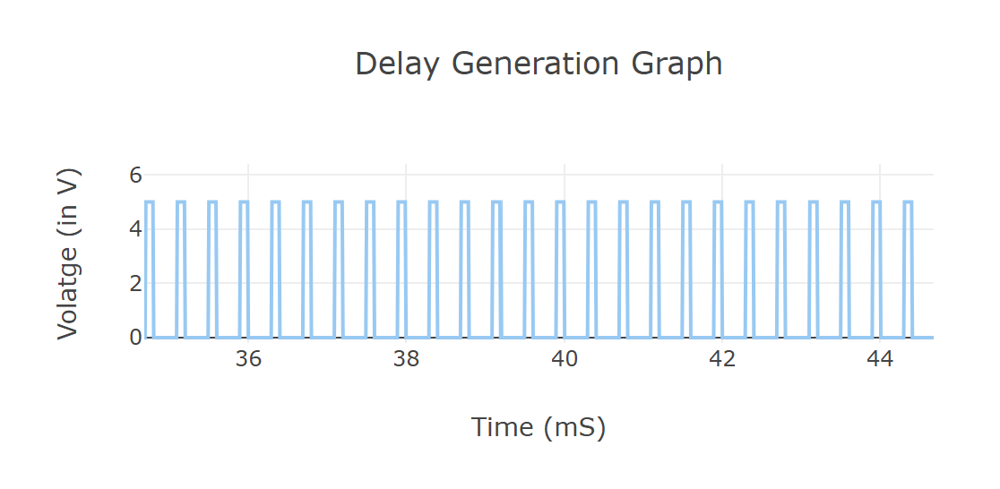 Delay Generation Graph
Volatge (in V)
6
4
2
0
36 38 40 42 44
Time (mS)